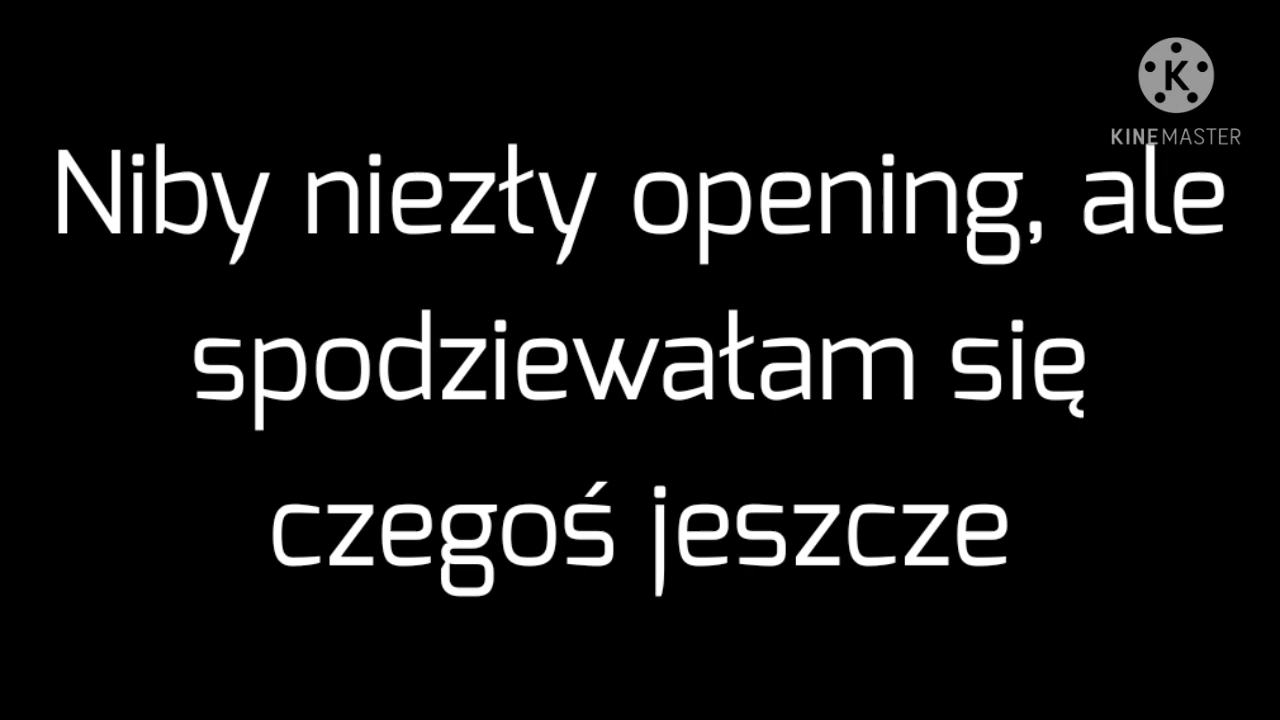 KINEMASTER
Niby niezły opening, ale
spodziewałam się
czegoś jeszcze